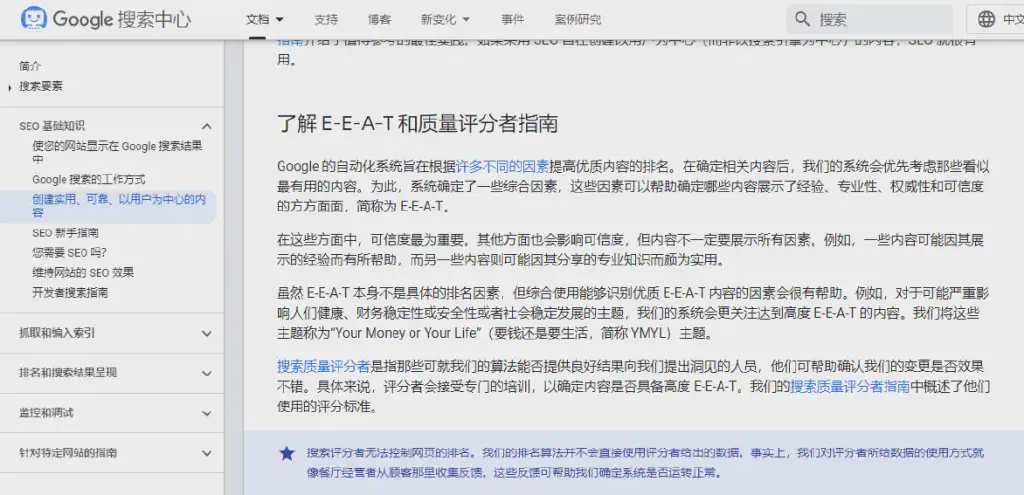 Google 搜索中心
文档
支持
博客
新变化
事件
案例研究
搜索
中文
简介
搜索要素
SEO 基础知识
使您的网站显示在 Google 搜索结果
中
Google 搜索的工作方式
创建实用、可靠、以用户为中心的内
容
SEO 新手指南
您需要 SEO 吗?
维持网站的 SEO 效果
开发者搜索指南
抓取和编入索引
排名和搜索结果呈现
监控和调试
针对特定网站的指南
用。
了解 E-E-A-T 和质量评分者指南
Google 的自动化系统旨在根据许多不同的因素提高优质内容的排名。在确定相关内容后，我们的系统会优先考虑那些看似
最有用的内容。为此，系统确定了一些综合因素，这些因素可以帮助确定哪些内容展示了经验、专业性、权威性和可信度
的方方面面，简称为 E-E-A-T。
在这些方面中，可信度最为重要。其他方面也会影响可信度，但内容不一定要展示所有因素。例如，一些内容可能因其展
示的经验而有所帮助，而另一些内容则可能因其分享的专业知识而颇为实用。
虽然 E-E-A-T 本身不是具体的排名因素，但综合使用能够识别优质 E-E-A-T 内容的因素会很有帮助。例如，对于可能严重影
响人们健康、财务稳定性或安全性或者社会稳定发展的主题，我们的系统会更关注达到高度 E-E-A-T 的内容。我们将这些
主题称为“Your Money or Your Life”（要钱还是要生活，简称 YMYL）主题。
搜索质量评分者是指那些可就我们的算法能否提供良好结果向我们提出洞见的人员，他们可帮助确认我们的变更是否效果
不错。具体来说，评分者会接受专门的培训，以确定内容是否具备高度 E-E-A-T。我们的搜索质量评分者指南中概述了他们
使用的评分标准。
搜索评分者无法控制网页的排名。我们的排名算法并不会直接使用评分者给出的数据。事实上，我们对评分者所给数据的使用方式就
像餐厅经营者从顾客那里收集反馈，这些反馈可帮助我们确定系统是否运转正常。